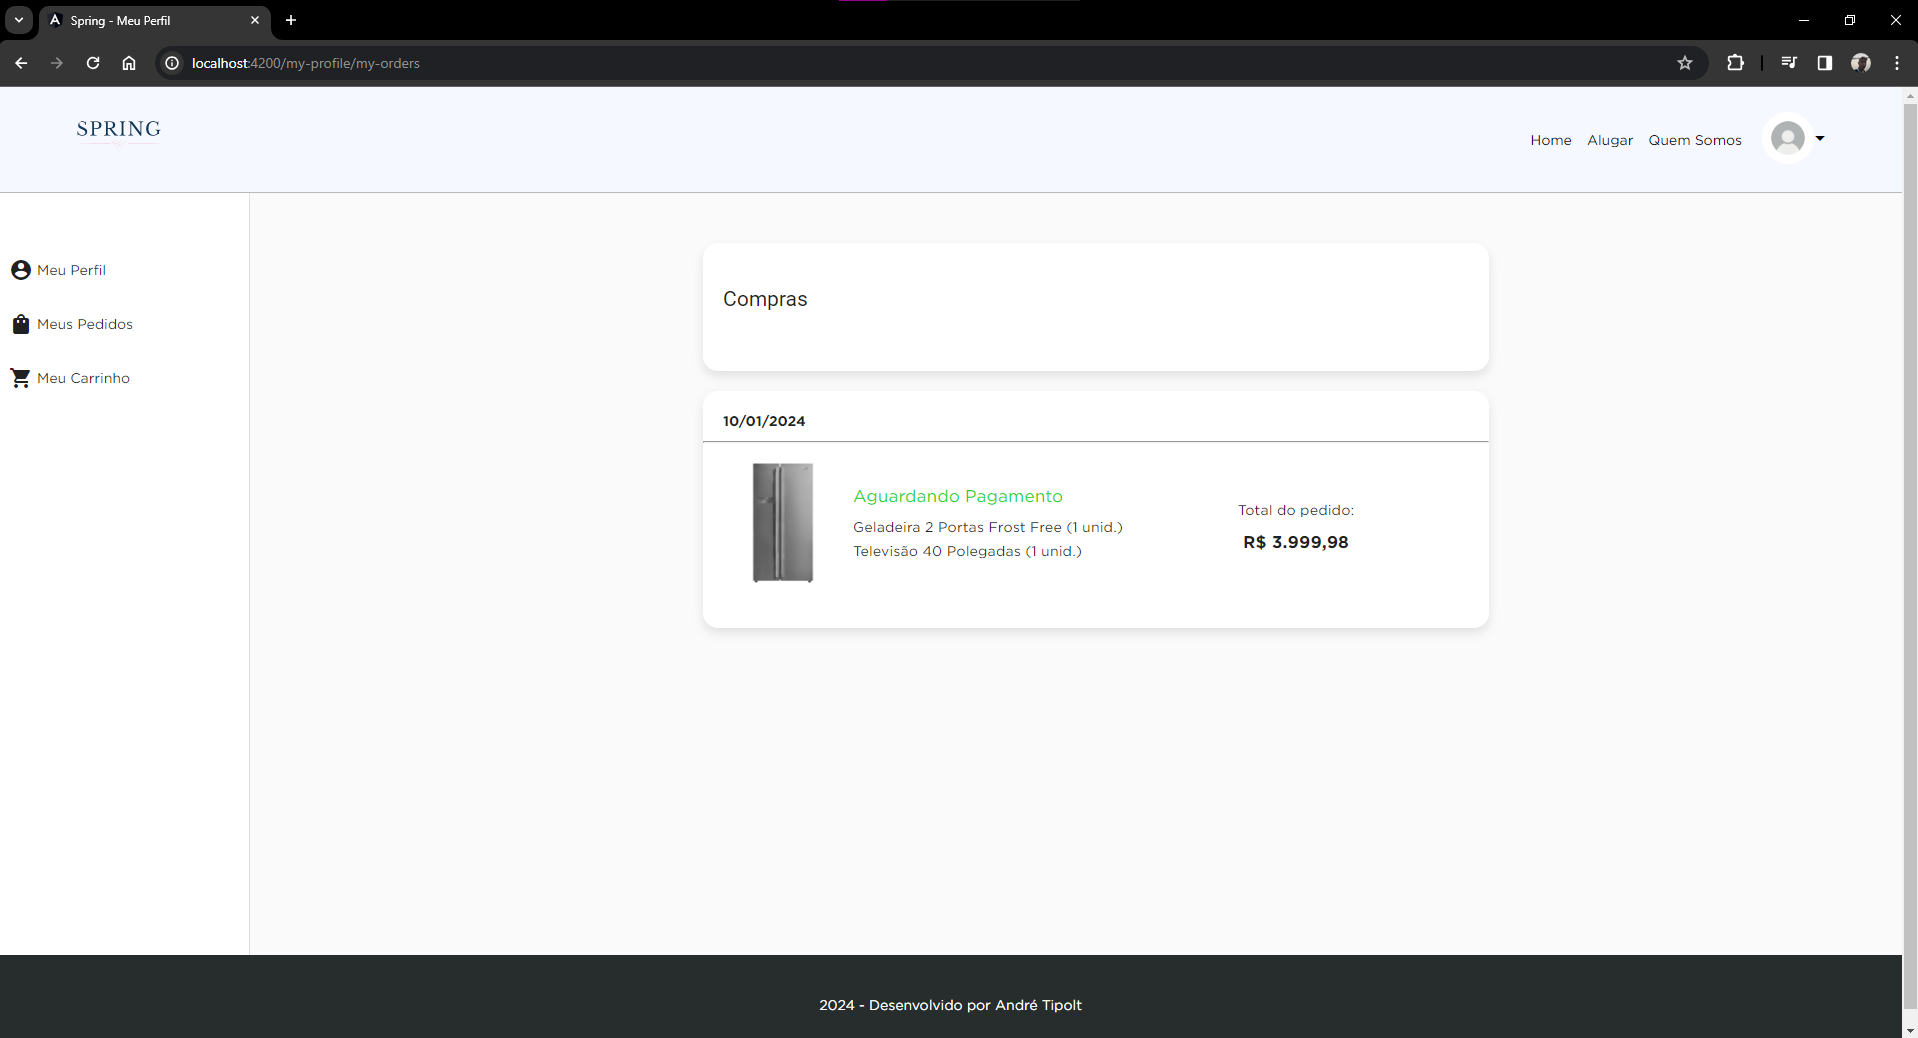 Spring - Meu Perfil
localhost:4200/my-profile/my-orders
SPRING
Home Alugar Quem Somos
Meu Perfil
Meus Pedidos
Meu Carrinho
Compras
10/01/2024
Aguardando Pagamento
Geladeira 2 Portas Frost Free (1 unid.)
Televisão 40 Polegadas (1 unid.)
Total do pedido:
R$ 3.999,98
2024 - Desenvolvido por André Tipolt